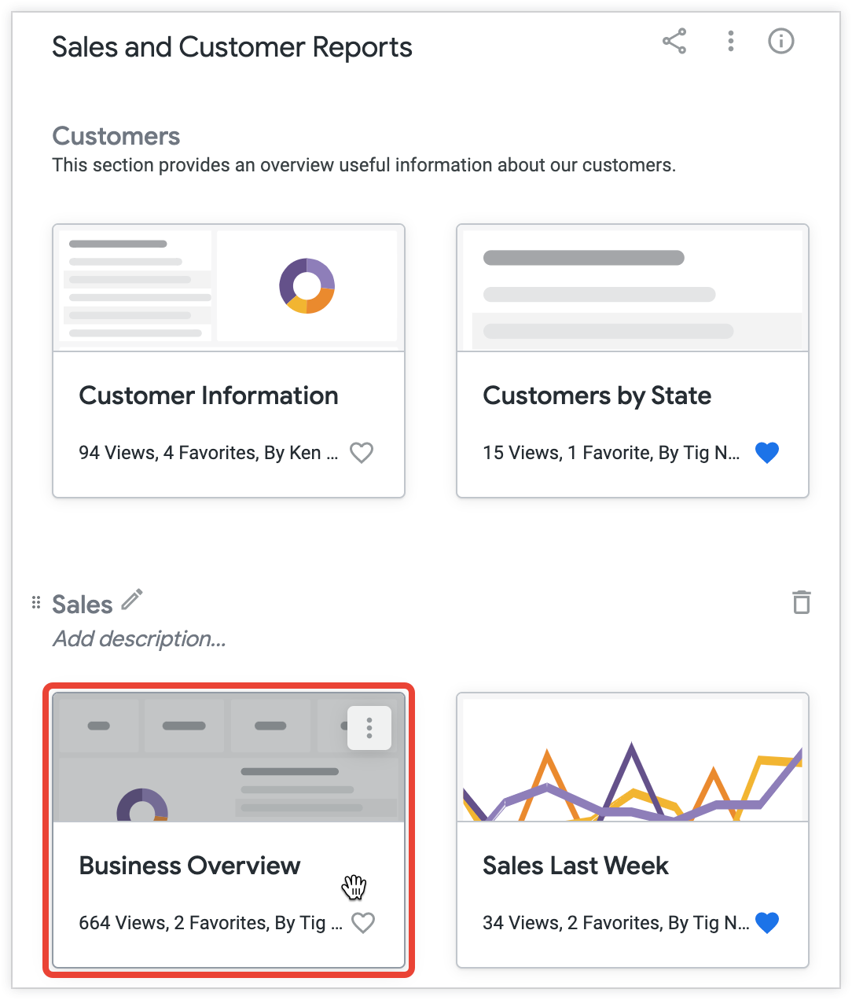 Sales and Customer Reports
Customers
This section provides an overview useful information about our customers.
Customer Information
94 Views, 4 Favorites, By Ken ...
Customers by State
15 Views, 1 Favorite, By Tig N...
Sales
Add description...
Business Overview
664 Views, 2 Favorites, By Tig ...
Sales Last Week
34 Views, 2 Favorites, By Tig N...